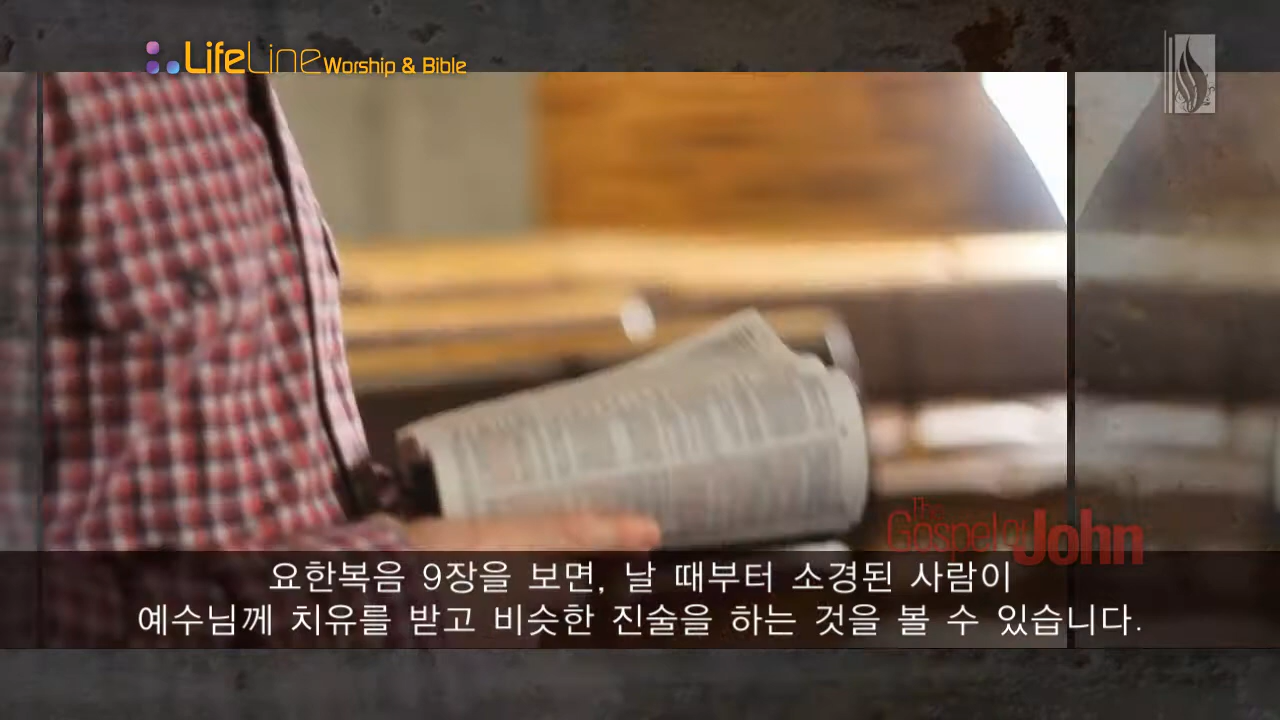 LifeLine Worship & Bible
The
Gospel of John
요한복음 9장을 보면, 날 때부터 소경된 사람이
예수님께 치유를 받고 비슷한 진술을 하는 것을 볼 수 있습니다.